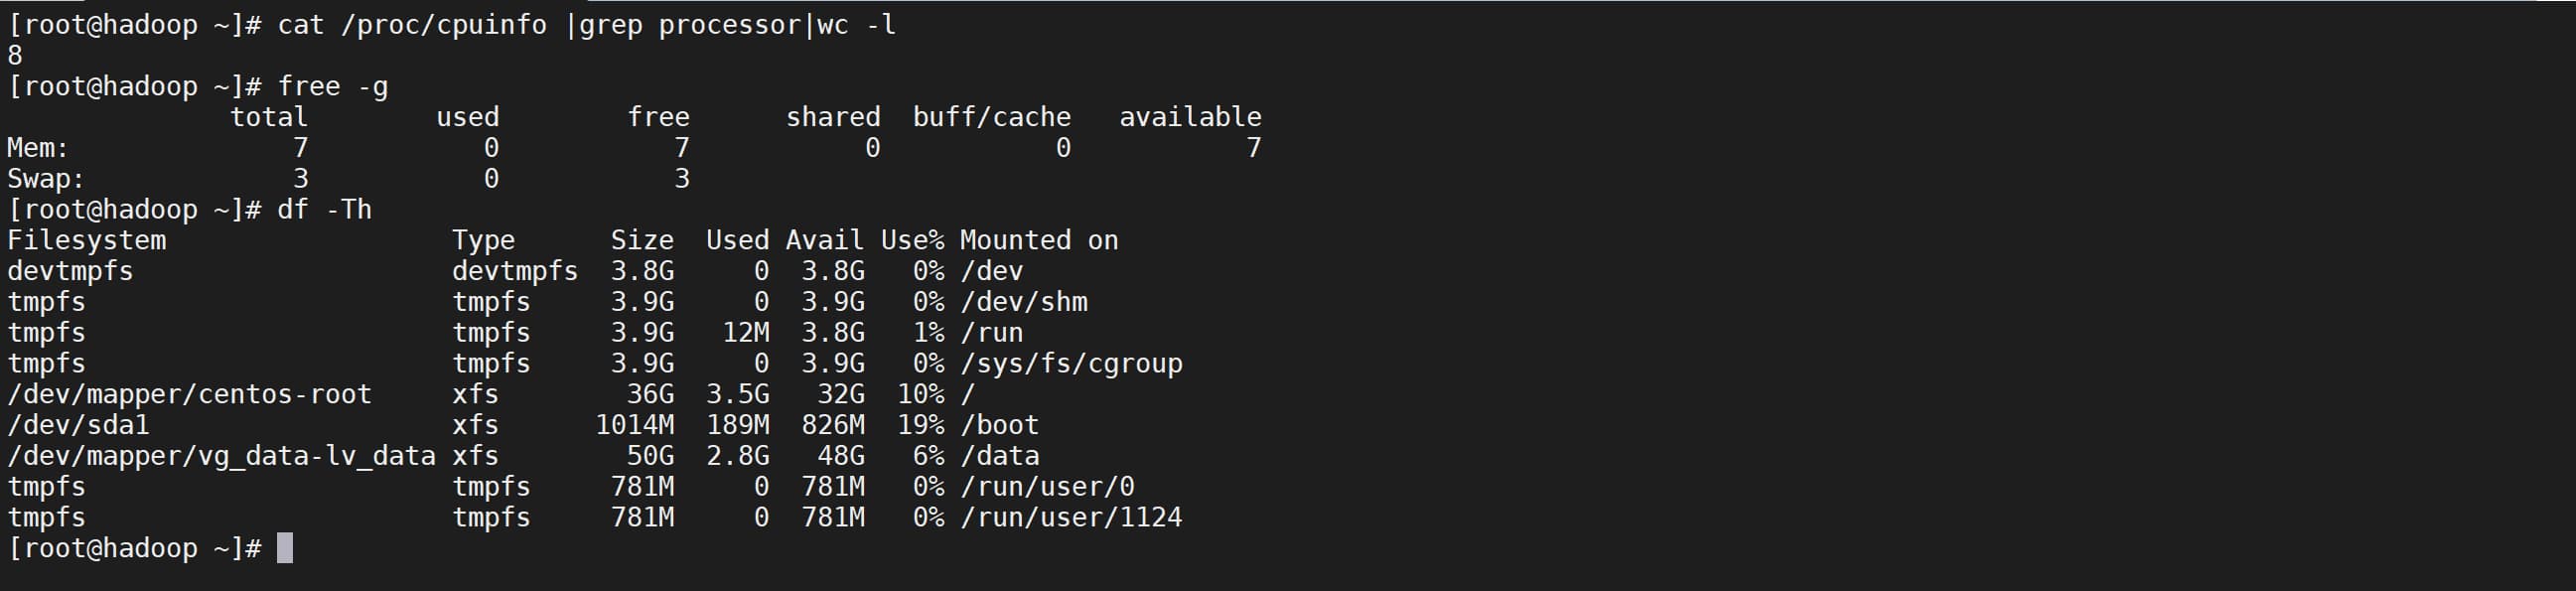 [root@hadoop ~]# cat /proc/cpuinfo |grep processor|wc -l
8
[root@hadoop ~]# free -g
              total        used        free      shared  buff/cache   available
Mem:              7           0           7           0           0           7
Swap:             3           0           3
[root@hadoop ~]# df -Th
Filesystem                  Type      Size  Used Avail Use% Mounted on
devtmpfs                    devtmpfs  3.8G     0  3.8G   0% /dev
tmpfs                       tmpfs     3.9G     0  3.9G   0% /dev/shm
tmpfs                       tmpfs     3.9G   12M  3.8G   1% /run
tmpfs                       tmpfs     3.9G     0  3.9G   0% /sys/fs/cgroup
/dev/mapper/centos-root     xfs        36G  3.5G   32G  10% /
/dev/sda1                   xfs      1014M  189M  826M  19% /boot
/dev/mapper/vg_data-lv_data xfs        50G  2.8G   48G   6% /data
tmpfs                       tmpfs     781M     0  781M   0% /run/user/0
tmpfs                       tmpfs     781M     0  781M   0% /run/user/1124
[root@hadoop ~]#